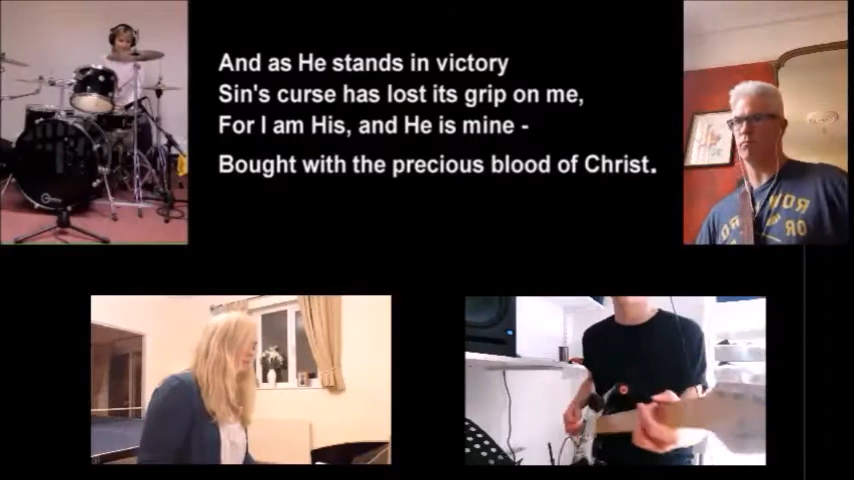 And as He stands in victory
Sin's curse has lost its grip on me,
For I am His, and He is mine -
Bought with the precious blood of Christ.